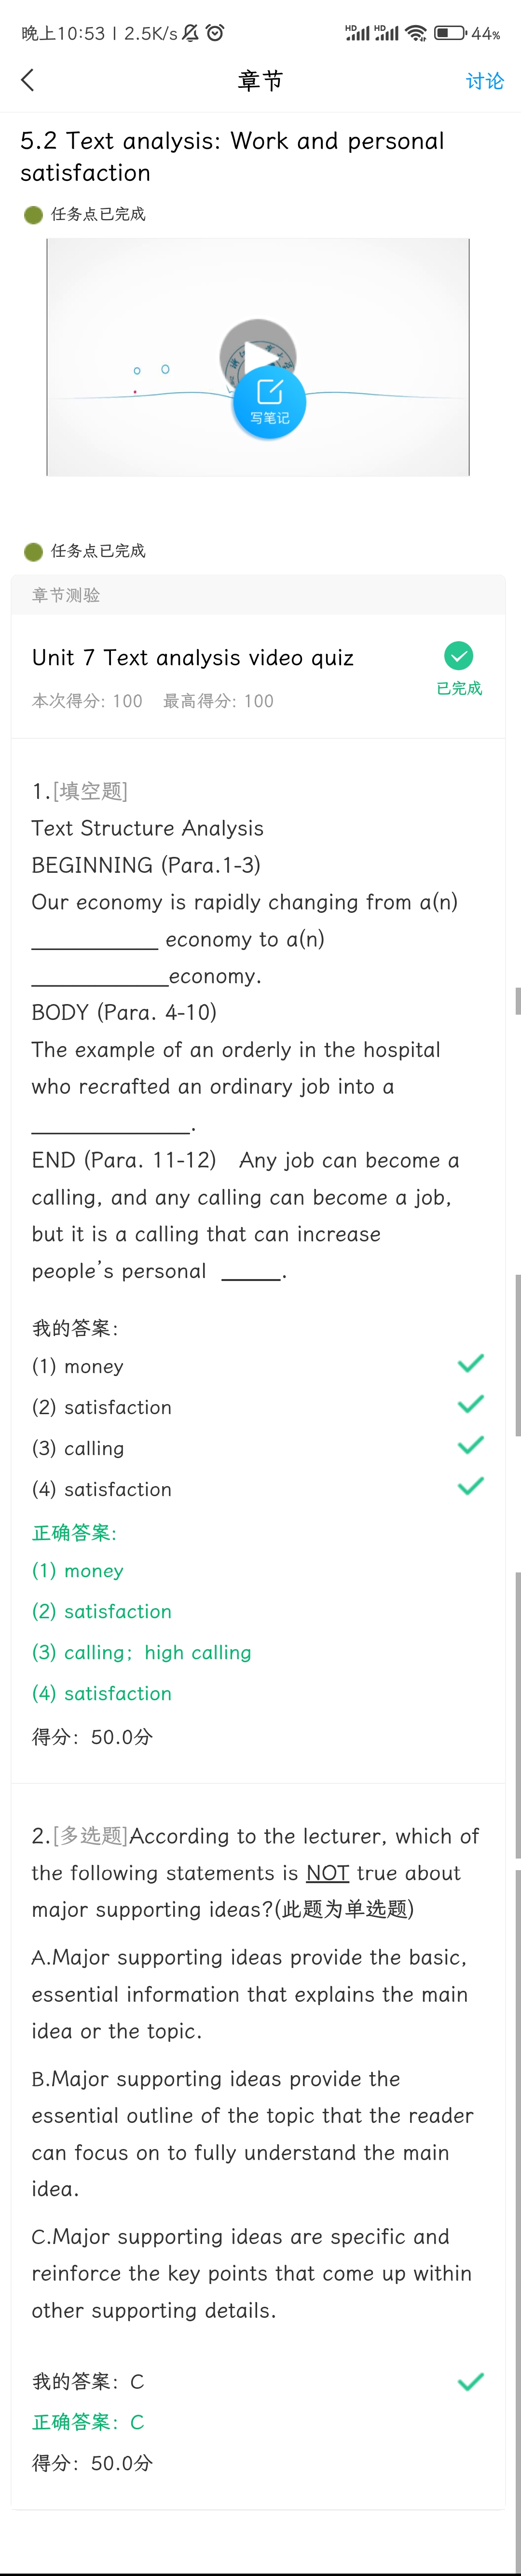 晚上10:53 | 2.5K/s 44%
章节 讨论
5.2 Text analysis: Work and personal
satisfaction
任务点已完成
写笔记
任务点已完成
章节测验
Unit 7 Text analysis video quiz
已完成
本次得分: 100 最高得分: 100
1.[填空题]
Text Structure Analysis
BEGINNING (Para.1-3)
Our economy is rapidly changing from a(n)
____________ economy to a(n)
_____________economy.
BODY (Para. 4-10)
The example of an orderly in the hospital
who recrafted an ordinary job into a
_______________.
END (Para. 11-12) Any job can become a
calling, and any calling can become a job,
but it is a calling that can increase
people's personal _____.
我的答案:
(1) money
(2) satisfaction
(3) calling
(4) satisfaction
正确答案:
(1) money
(2) satisfaction
(3) calling; high calling
(4) satisfaction
得分: 50.0分
2.[多选题]According to the lecturer, which of
the following statements is NOT true about
major supporting ideas?(此题为单选题)
A.Major supporting ideas provide the basic,
essential information that explains the main
idea or the topic.
B.Major supporting ideas provide the
essential outline of the topic that the reader
can focus on to fully understand the main
idea.
C.Major supporting ideas are specific and
reinforce the key points that come up within
other supporting details.
我的答案: C
正确答案: C
得分: 50.0分